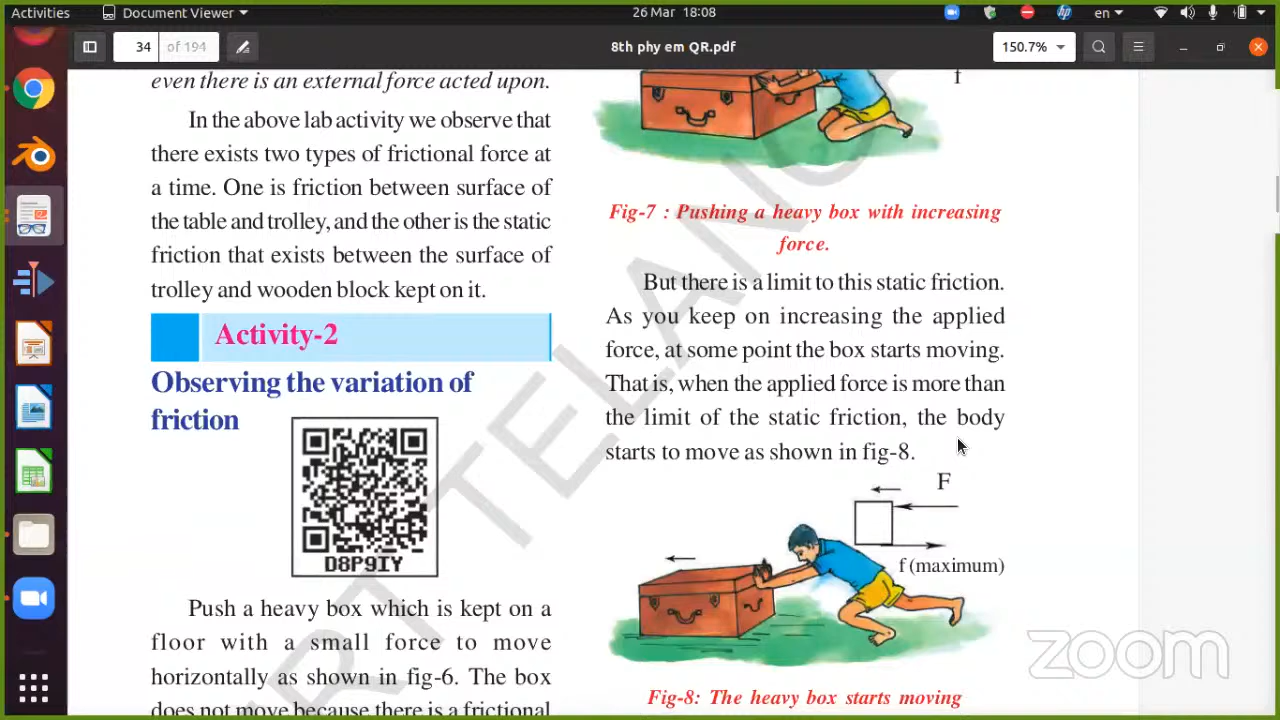 Activities
Document Viewer
26 Mar 18:08
en
34 of 194
8th phy em QR.pdf
150.7%
even there is an external force acted upon.
In the above lab activity we observe that
there exists two types of frictional force at
a time. One is friction between surface of
the table and trolley, and the other is the static
friction that exists between the surface of
trolley and wooden block kept on it.
Activity-2
Observing the variation of
friction
D8P9IY
Push a heavy box which is kept on a
floor with a small force to move
horizontally as shown in fig-6. The box
does not move because there is a frictional
f
Fig-7 : Pushing a heavy box with increasing
force.
But there is a limit to this static friction.
As you keep on increasing the applied
force, at some point the box starts moving.
That is, when the applied force is more than
the limit of the static friction, the body
starts to move as shown in fig-8.
F
f (maximum)
Fig-8: The heavy box starts moving
zoom